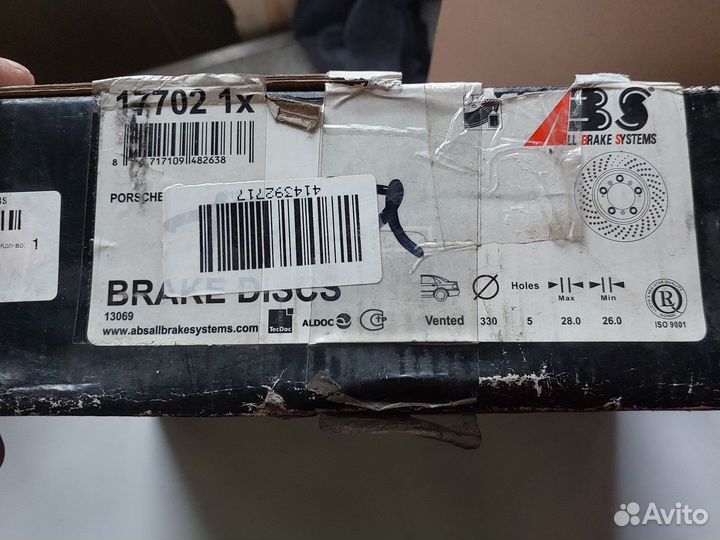 17702 1x
8 717109 482638
PORSCHE
414392717
BRAKE DISCS
13069
www.absallbrakesystems.com
TecDoc
ALDOC
Vented
330
Holes
5
Max
28.0
Min
26.0
ABS
ALL BRAKE SYSTEMS
R
ISO 9001
Кол-во: 1
Avito